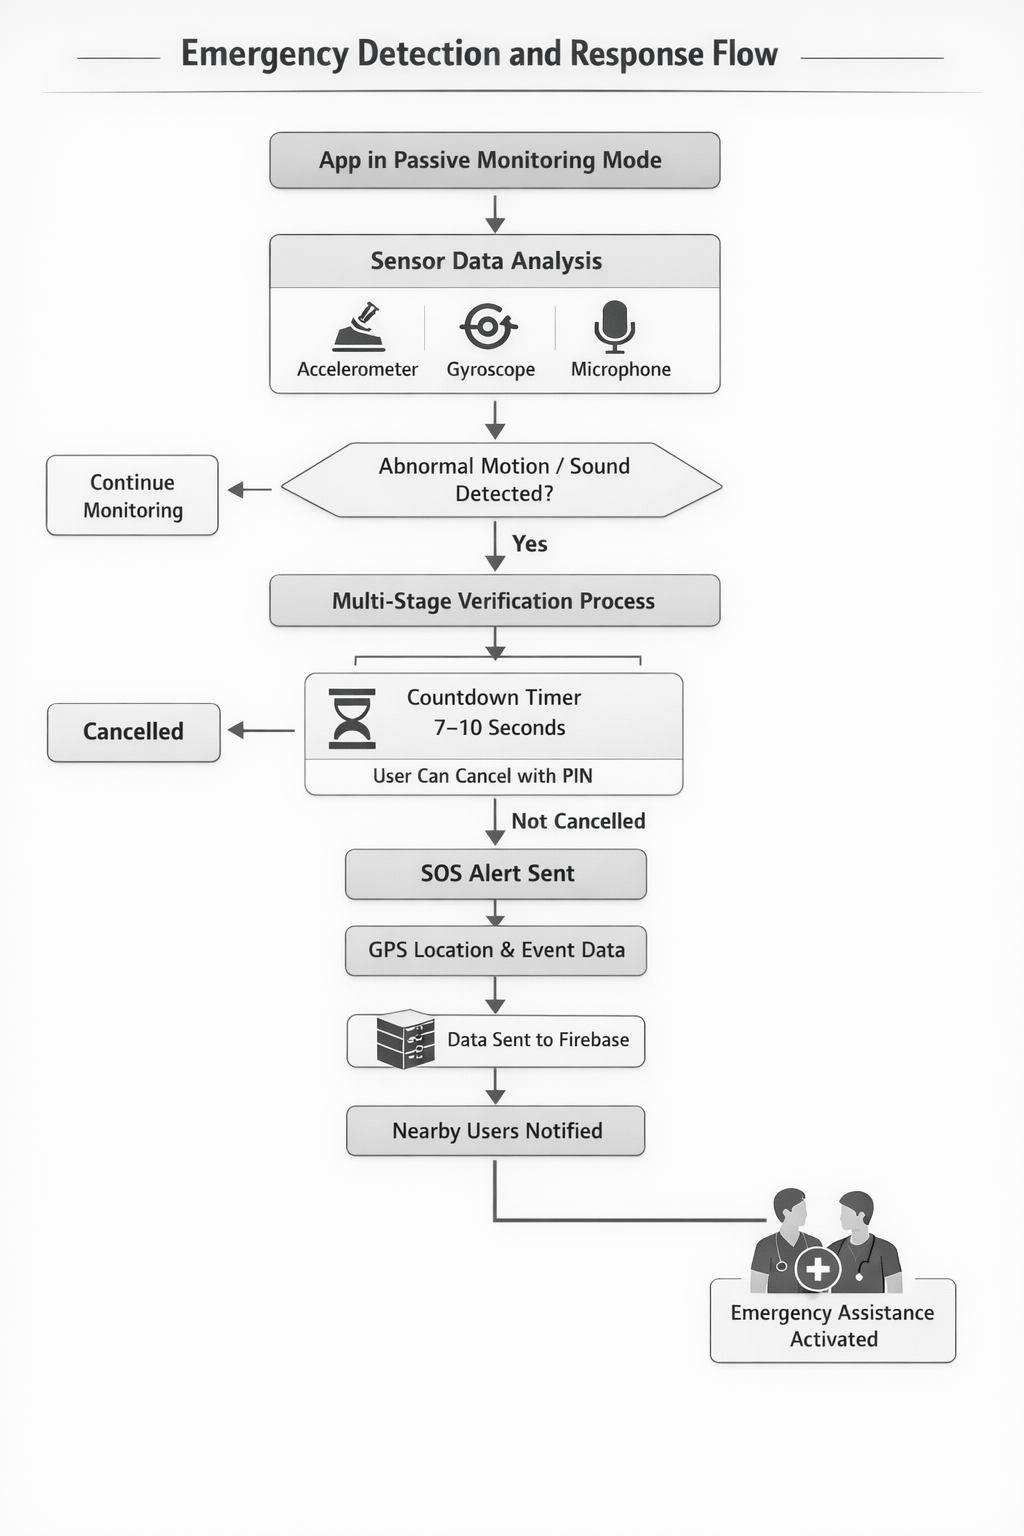 Emergency Detection and Response Flow
App in Passive Monitoring Mode
Sensor Data Analysis
Accelerometer
Gyroscope
Microphone
Abnormal Motion / Sound
Detected?
Continue
Monitoring
Yes
Multi-Stage Verification Process
Countdown Timer
7–10 Seconds
User Can Cancel with PIN
Cancelled
Not Cancelled
SOS Alert Sent
GPS Location & Event Data
Data Sent to Firebase
Nearby Users Notified
Emergency Assistance
Activated